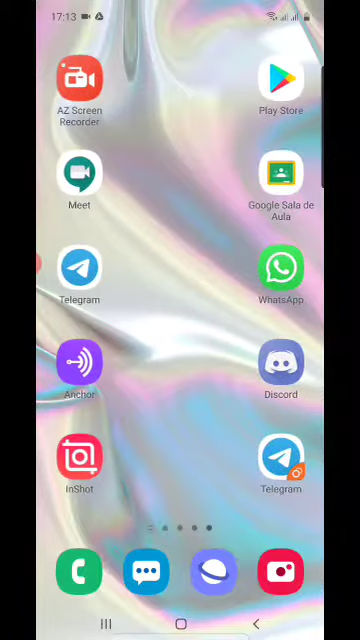 17:13
AZ Screen
Recorder
Play Store
Meet
Google Sala de
Aula
Telegram
WhatsApp
Anchor
Discord
InShot
Telegram